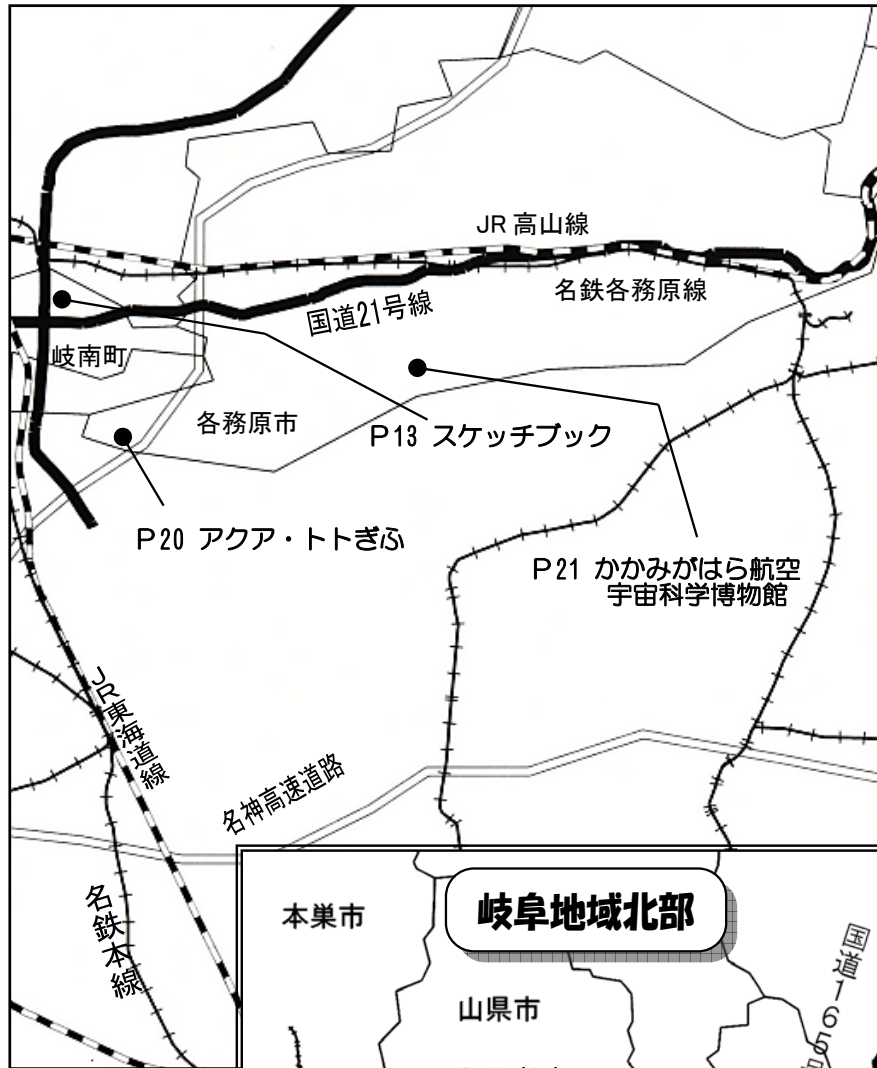 JR高山線
名鉄各務原線
国道21号線
岐南町
各務原市
P13 スケッチブック
P20 アクア・トトぎふ
P21 かかみがはら航空
宇宙科学博物館
JR東海道線
名神高速道路
名鉄本線
岐阜地域北部
本巣市
山県市
国道165号